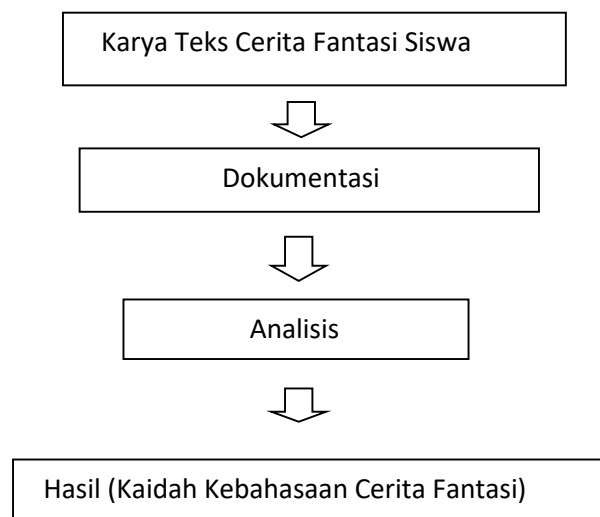 Karya Teks Cerita Fantasi Siswa
Dokumentasi
Analisis
Hasil (Kaidah Kebahasaan Cerita Fantasi)